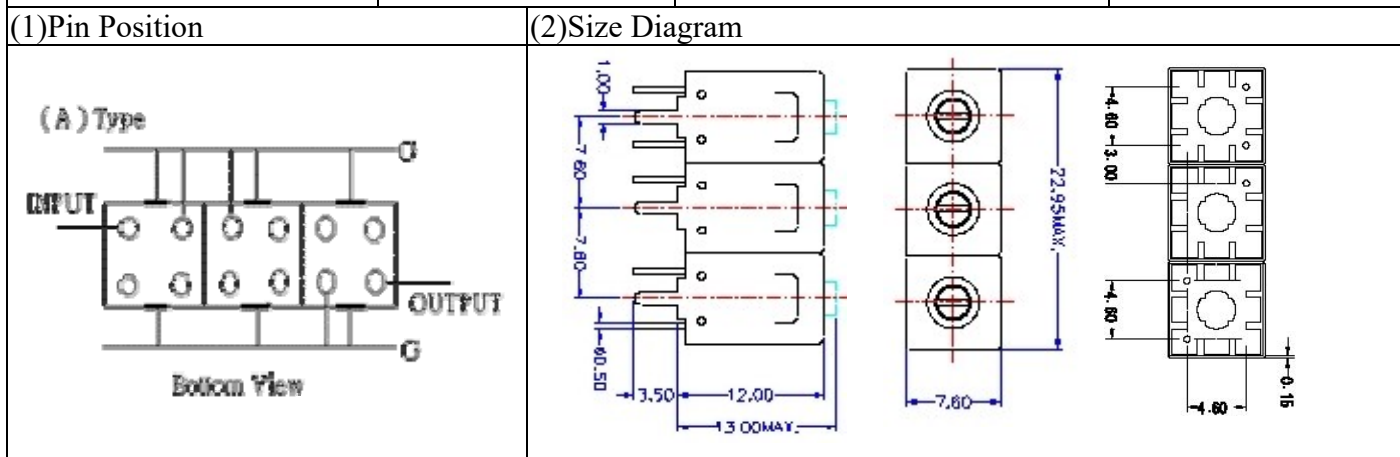 (1)Pin Position
(2)Size Diagram
(A)Type
G
INPUT
OUTPUT
G
Bottom View
1.00
7.60
7.60
60.50
3.50
12.00
13.00MAX.
7.60
22.95MAX.
4.60
3.00
4.60
4.60
0.15